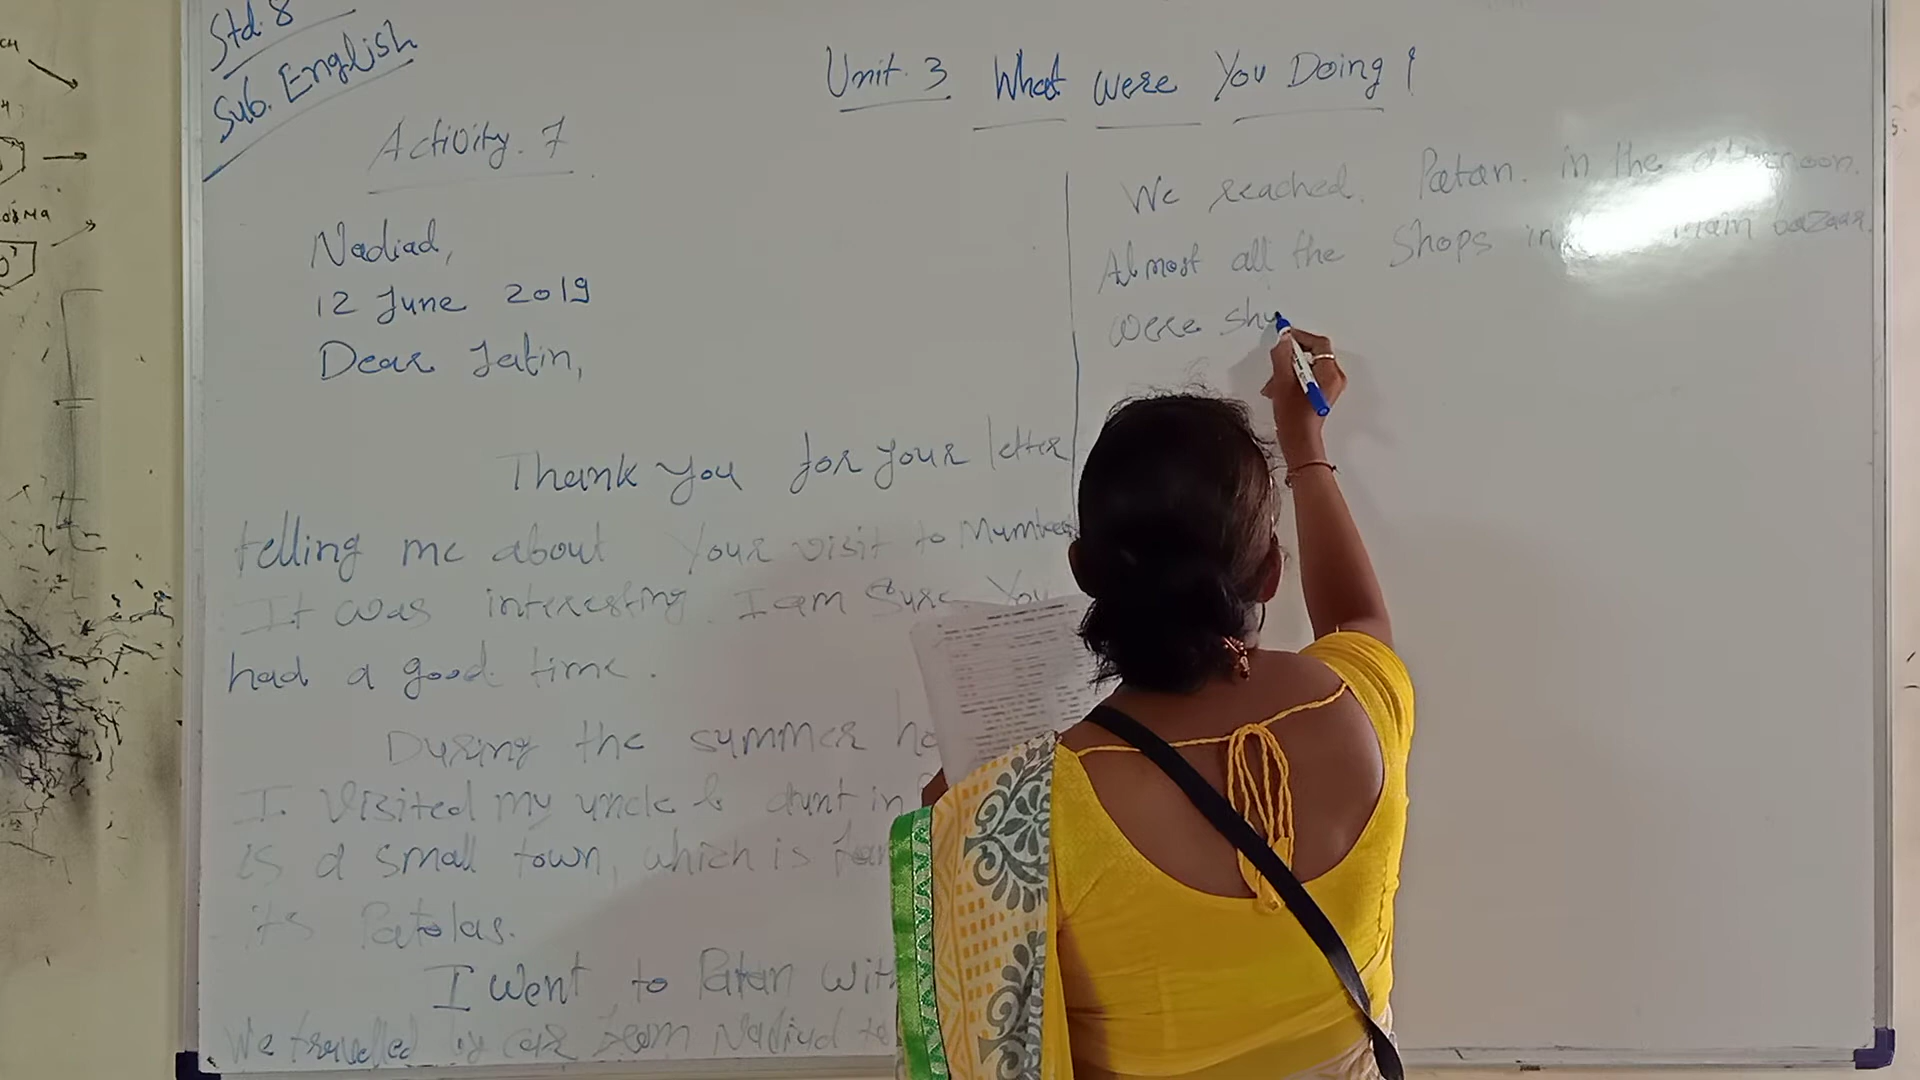 Std. 8
Sub. English
Unit. 3 What were You Doing ?
Activity. 7
Nadiad,
12 June 2019
Dear Jatin,
Thank you for your letter
telling me about your visit to Mumbai
It was interesting. I am sure You
had a good time.
During the summer ho
I visited my uncle & aunt in
is a small town, which is fam
its Patolas.
I went to Patan with
We travelled by car from Nadiad to
We reached. Patan. in the afternoon.
Almost all the shops in main bazaar.
were shu